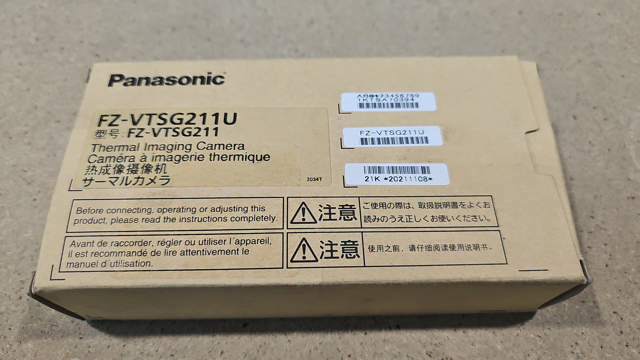 Panasonic
FZ-VTSG211U
型号: FZ-VTSG211
Thermal Imaging Camera
Caméra à imagerie thermique
热成像摄像机
サーマルカメラ
2034T
1KTSA70394
FZ-VTSG211U
21K *20211108*
Before connecting, operating or adjusting this
product, please read the instructions completely.
注意
ご使用の際は、取扱説明書をよくお
読みのうえ正しくお使いください。
Avant de raccorder, régler ou utiliser l'appareil,
il est recommandé de lire attentivement le
manuel d'utilisation.
注意
使用之前，请仔细阅读使用说明书。